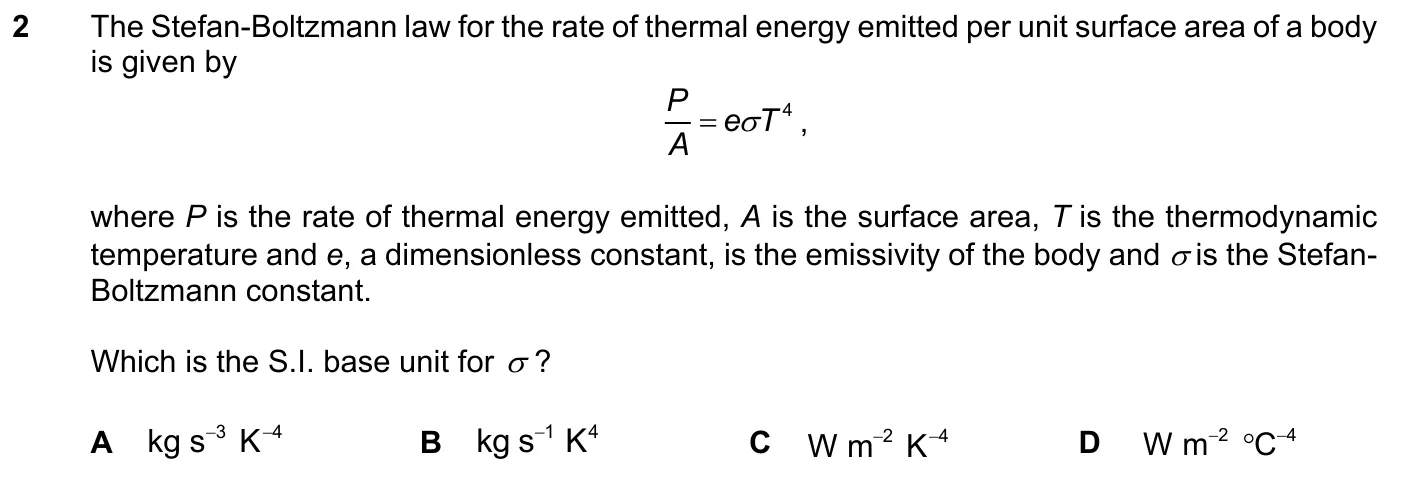 2 The Stefan-Boltzmann law for the rate of thermal energy emitted per unit surface area of a body
is given by
P/A = eσT⁴ ,
where P is the rate of thermal energy emitted, A is the surface area, T is the thermodynamic
temperature and e, a dimensionless constant, is the emissivity of the body and σ is the Stefan-
Boltzmann constant.
Which is the S.I. base unit for σ ?
A kg s⁻³ K⁻⁴ B kg s⁻¹ K⁴ C W m⁻² K⁻⁴ D W m⁻² °C⁻⁴